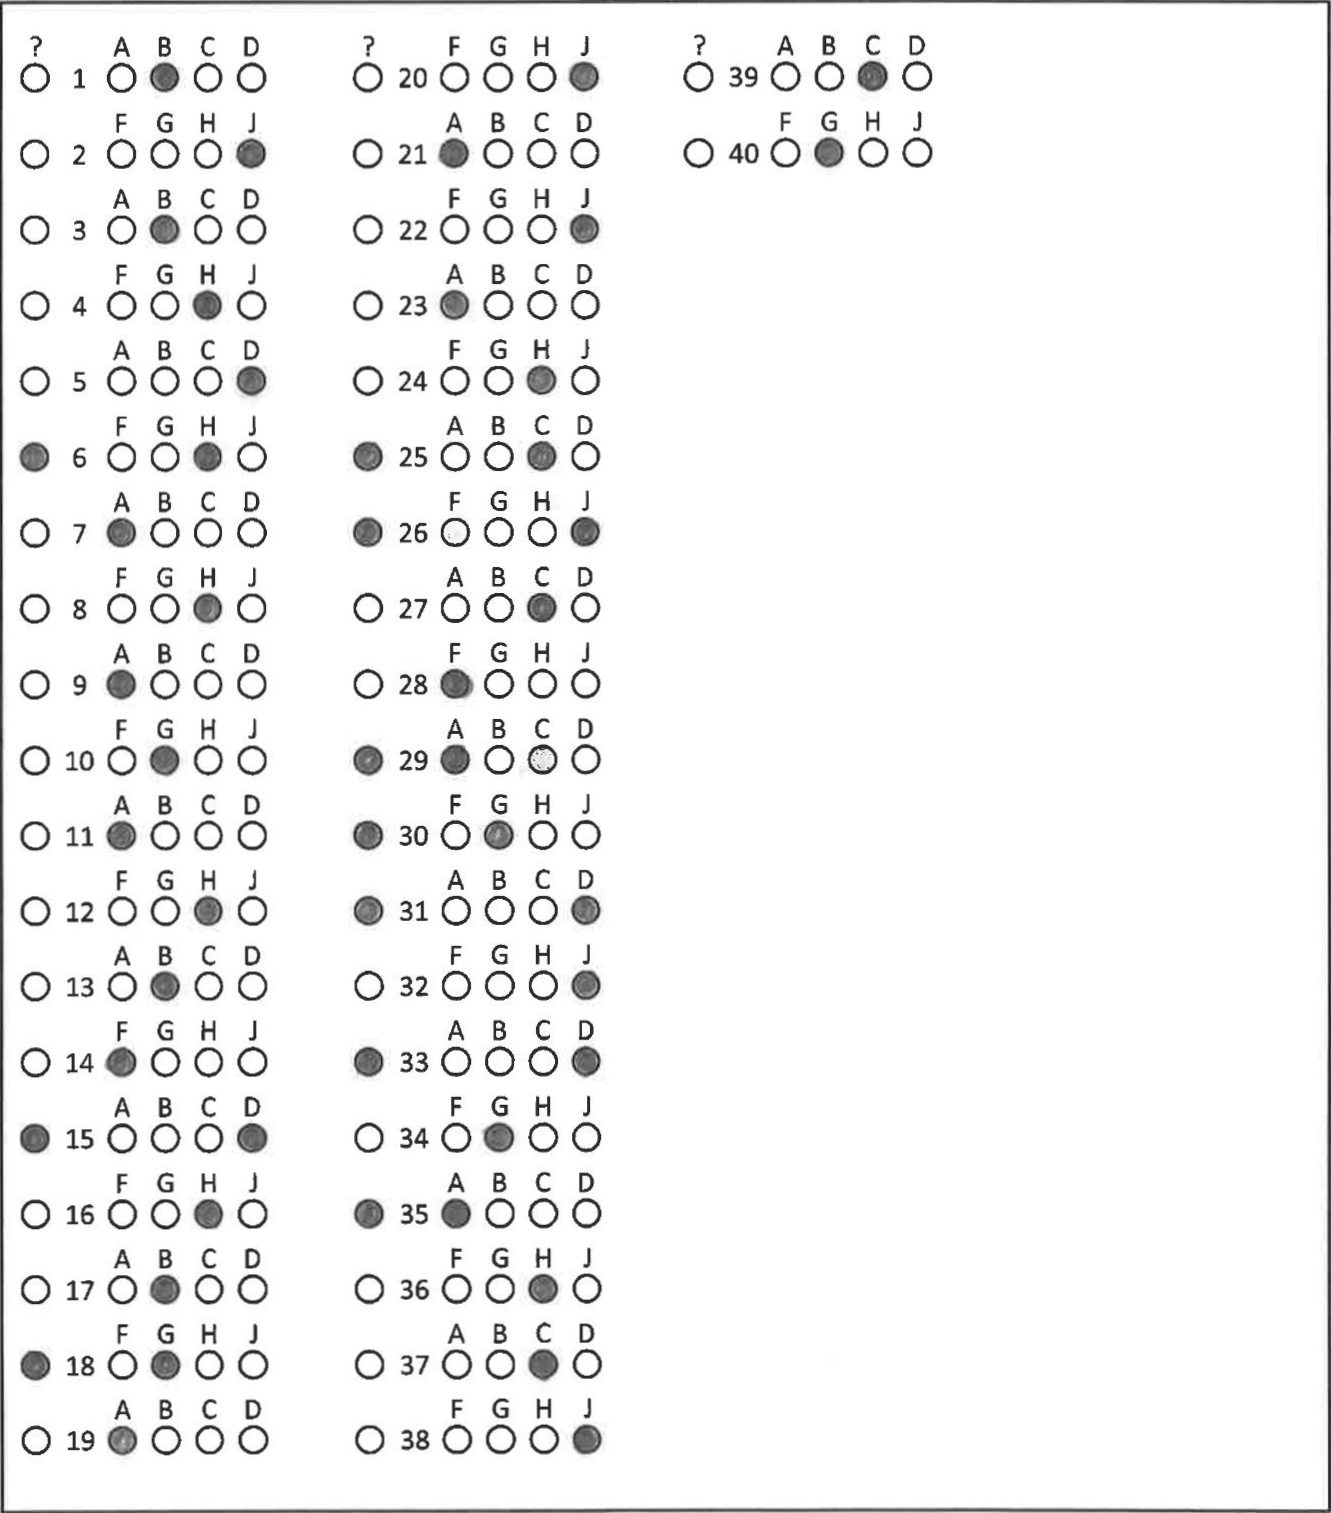 ? A B C D
1
F G H J
2
A B C D
3
F G H J
4
A B C D
5
F G H J
6
A B C D
7
F G H J
8
A B C D
9
F G H J
10
A B C D
11
F G H J
12
A B C D
13
F G H J
14
A B C D
15
F G H J
16
A B C D
17
F G H J
18
A B C D
19
? F G H J
20
A B C D
21
F G H J
22
A B C D
23
F G H J
24
A B C D
25
F G H J
26
A B C D
27
F G H J
28
A B C D
29
F G H J
30
A B C D
31
F G H J
32
A B C D
33
F G H J
34
A B C D
35
F G H J
36
A B C D
37
F G H J
38
? A B C D
39
F G H J
40